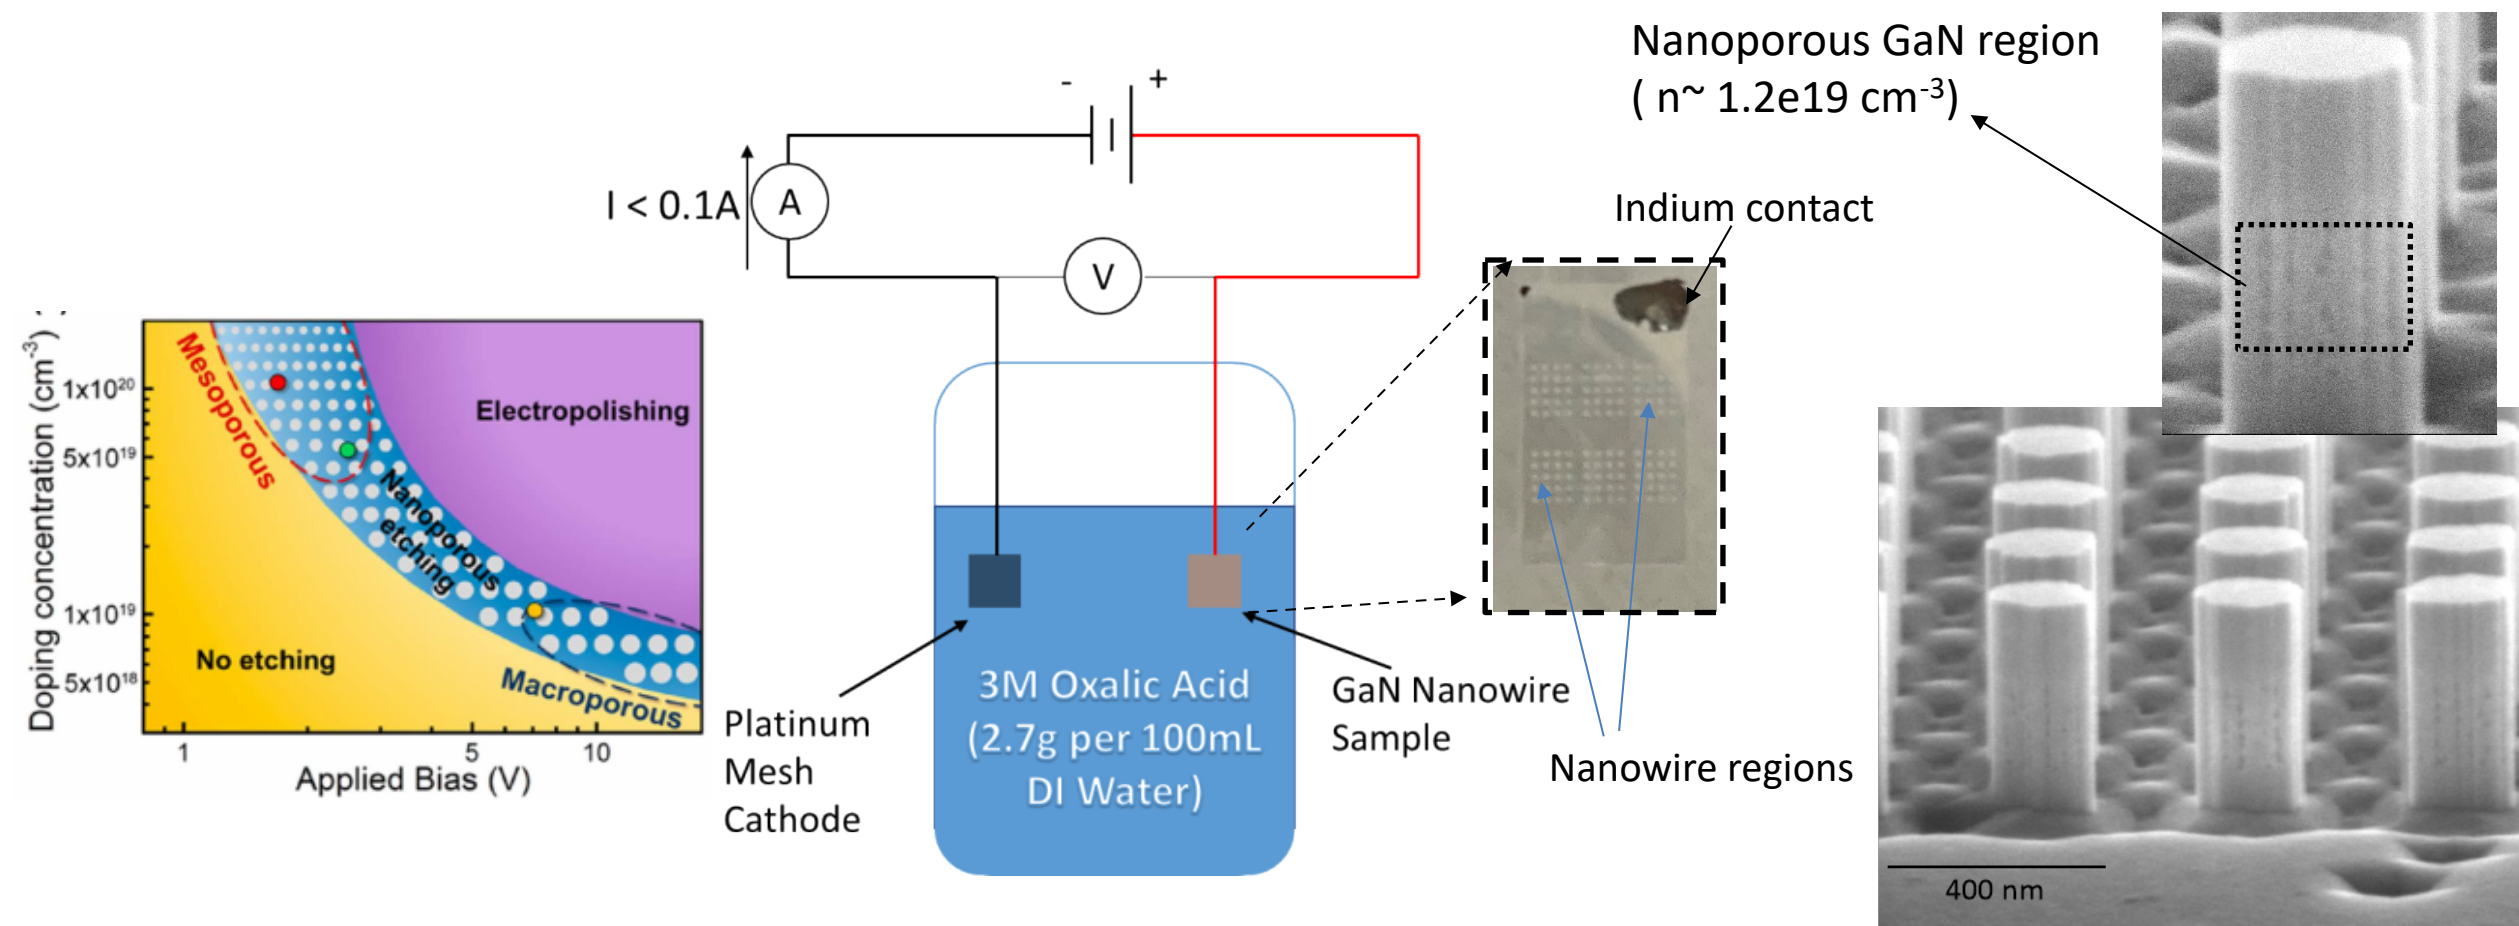 Doping concentration (cm-3)
1x1020
5x1019
1x1019
5x1018
1
5
10
Applied Bias (V)
Mesoporous
Electropolishing
Nanoporous
etching
No etching
Macroporous
-
+
I < 0.1A
A
V
3M Oxalic Acid
(2.7g per 100mL
DI Water)
Platinum
Mesh
Cathode
GaN Nanowire
Sample
Indium contact
Nanowire regions
Nanoporous GaN region
( n~ 1.2e19 cm-3)
400 nm